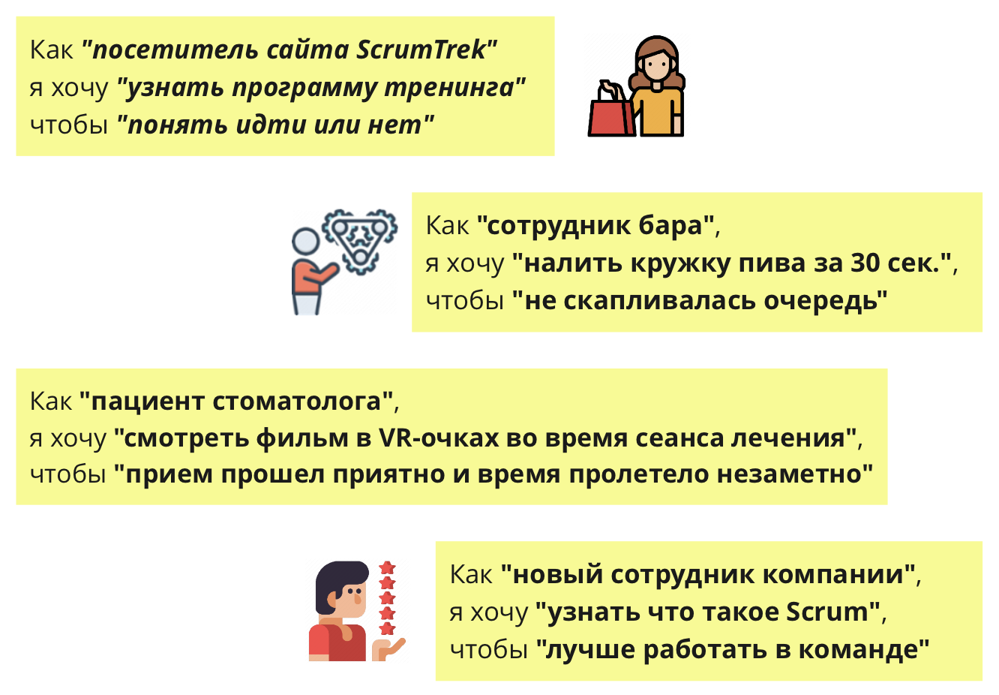 Как "посетитель сайта ScrumTrek"
я хочу "узнать программу тренинга"
чтобы "понять идти или нет"
Как "сотрудник бара",
я хочу "налить кружку пива за 30 сек.",
чтобы "не скапливалась очередь"
Как "пациент стоматолога",
я хочу "смотреть фильм в VR-очках во время сеанса лечения",
чтобы "прием прошел приятно и время пролетело незаметно"
Как "новый сотрудник компании",
я хочу "узнать что такое Scrum",
чтобы "лучше работать в команде"